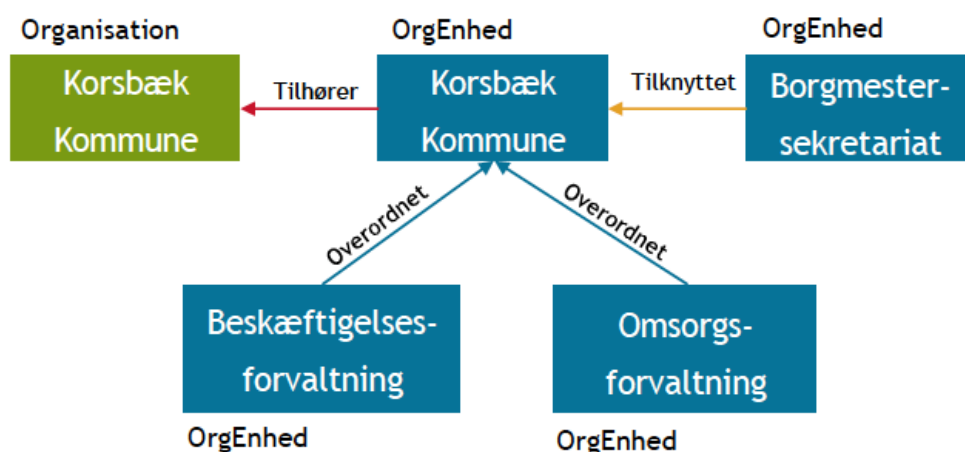 Organisation
OrgEnhed
OrgEnhed
Korsbæk
Kommune
Tilhører
Korsbæk
Kommune
Tilknyttet
Borgmester-
sekretariat
Overordnet
Overordnet
Beskæftigelses-
forvaltning
Omsorgs-
forvaltning
OrgEnhed
OrgEnhed